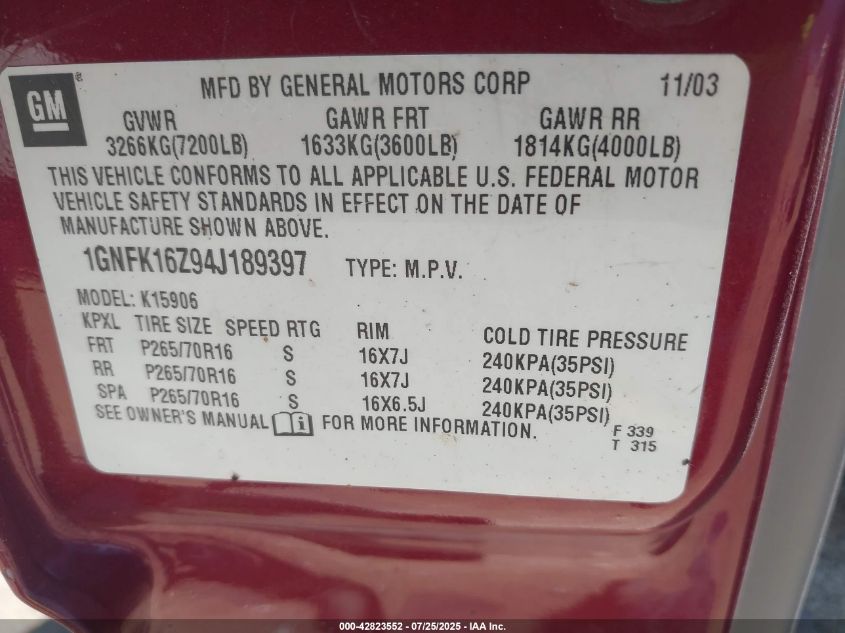 GM
MFD BY GENERAL MOTORS CORP 11/03
GVWR GAWR FRT GAWR RR
3266KG(7200LB) 1633KG(3600LB) 1814KG(4000LB)
THIS VEHICLE CONFORMS TO ALL APPLICABLE U.S. FEDERAL MOTOR
VEHICLE SAFETY STANDARDS IN EFFECT ON THE DATE OF
MANUFACTURE SHOWN ABOVE.
1GNFK16Z94J189397 TYPE: M.P.V.
MODEL: K15906
KPXL TIRE SIZE SPEED RTG RIM COLD TIRE PRESSURE
FRT P265/70R16 S 16X7J 240KPA(35PSI)
RR P265/70R16 S 16X7J 240KPA(35PSI)
SPA P265/70R16 S 16X6.5J 240KPA(35PSI)
SEE OWNER'S MANUAL i FOR MORE INFORMATION.
F 339
T 315
000-42823552 | 07/25/2025 - IAA Inc.